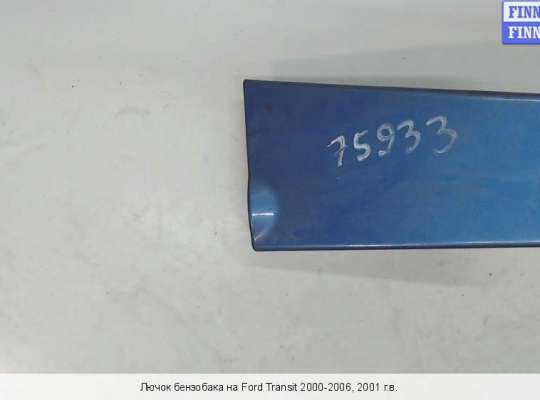 FINN
FINN
75933
Лючок бензобака на Ford Transit 2000-2006, 2001 г.в.